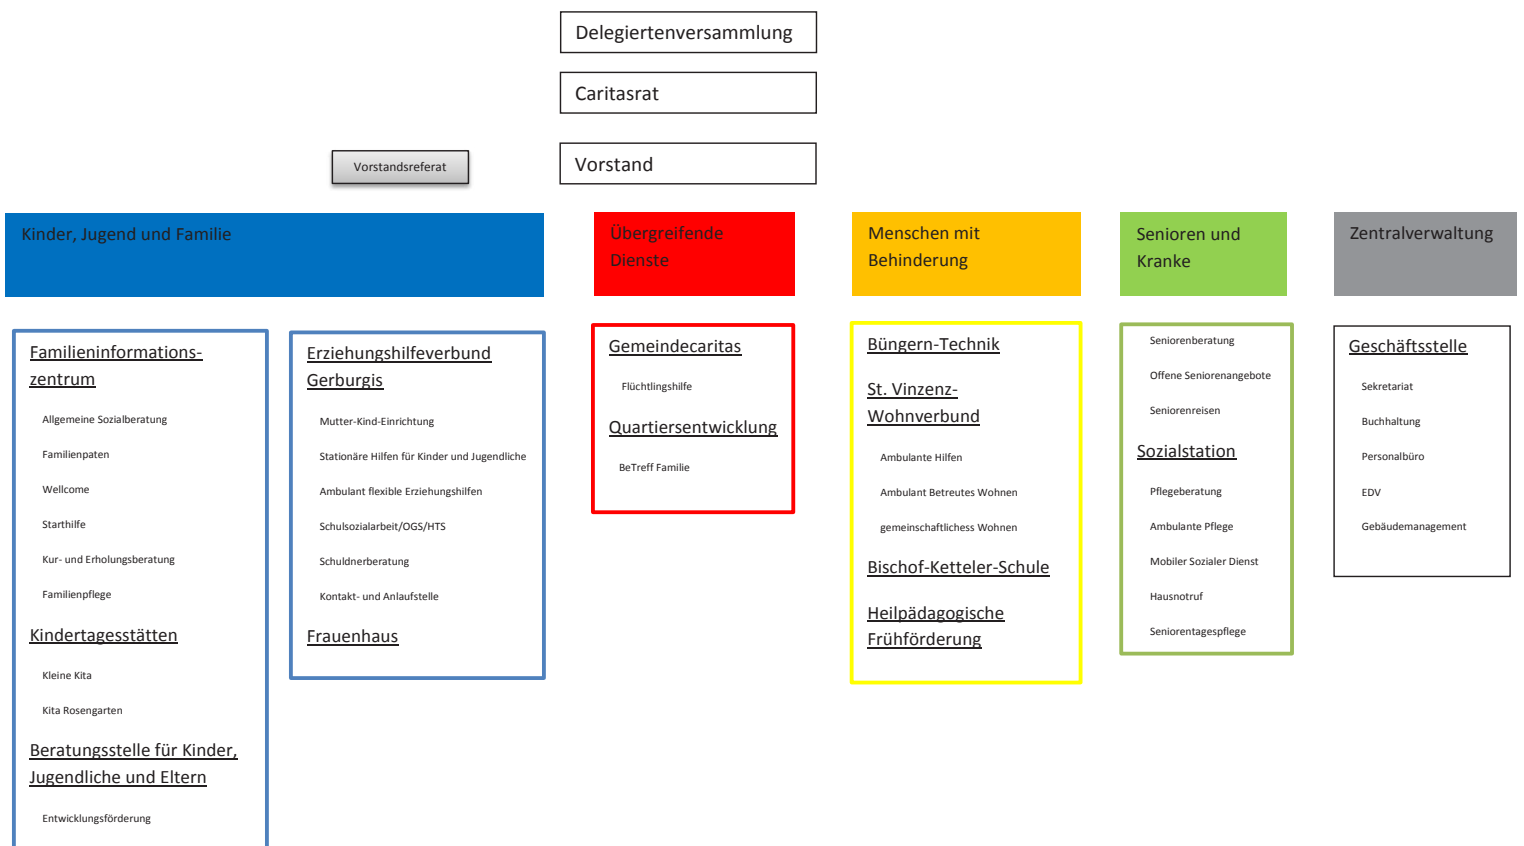 Delegiertenversammlung
Caritasrat
Vorstandsreferat
Vorstand
Kinder, Jugend und Familie
Übergreifende
Dienste
Menschen mit
Behinderung
Senioren und
Kranke
Zentralverwaltung
Familieninformations-
zentrum
Allgemeine Sozialberatung
Familienpaten
Wellcome
Starthilfe
Kur- und Erholungsberatung
Familienpflege
Kindertagesstätten
Kleine Kita
Kita Rosengarten
Beratungsstelle für Kinder,
Jugendliche und Eltern
Entwicklungsförderung
Erziehungshilfeverbund
Gerburgis
Mutter-Kind-Einrichtung
Stationäre Hilfen für Kinder und Jugendliche
Ambulant flexible Erziehungshilfen
Schulsozialarbeit/OGS/HTS
Schuldnerberatung
Kontakt- und Anlaufstelle
Frauenhaus
Gemeindecaritas
Flüchtlingshilfe
Quartiersentwicklung
BeTreff Familie
Büngern-Technik
St. Vinzenz-
Wohnverbund
Ambulante Hilfen
Ambulant Betreutes Wohnen
gemeinschaftlichess Wohnen
Bischof-Ketteler-Schule
Heilpädagogische
Frühförderung
Seniorenberatung
Offene Seniorenangebote
Seniorenreisen
Sozialstation
Pflegeberatung
Ambulante Pflege
Mobiler Sozialer Dienst
Hausnotruf
Seniorentagespflege
Geschäftsstelle
Sekretariat
Buchhaltung
Personalbüro
EDV
Gebäudemanagement